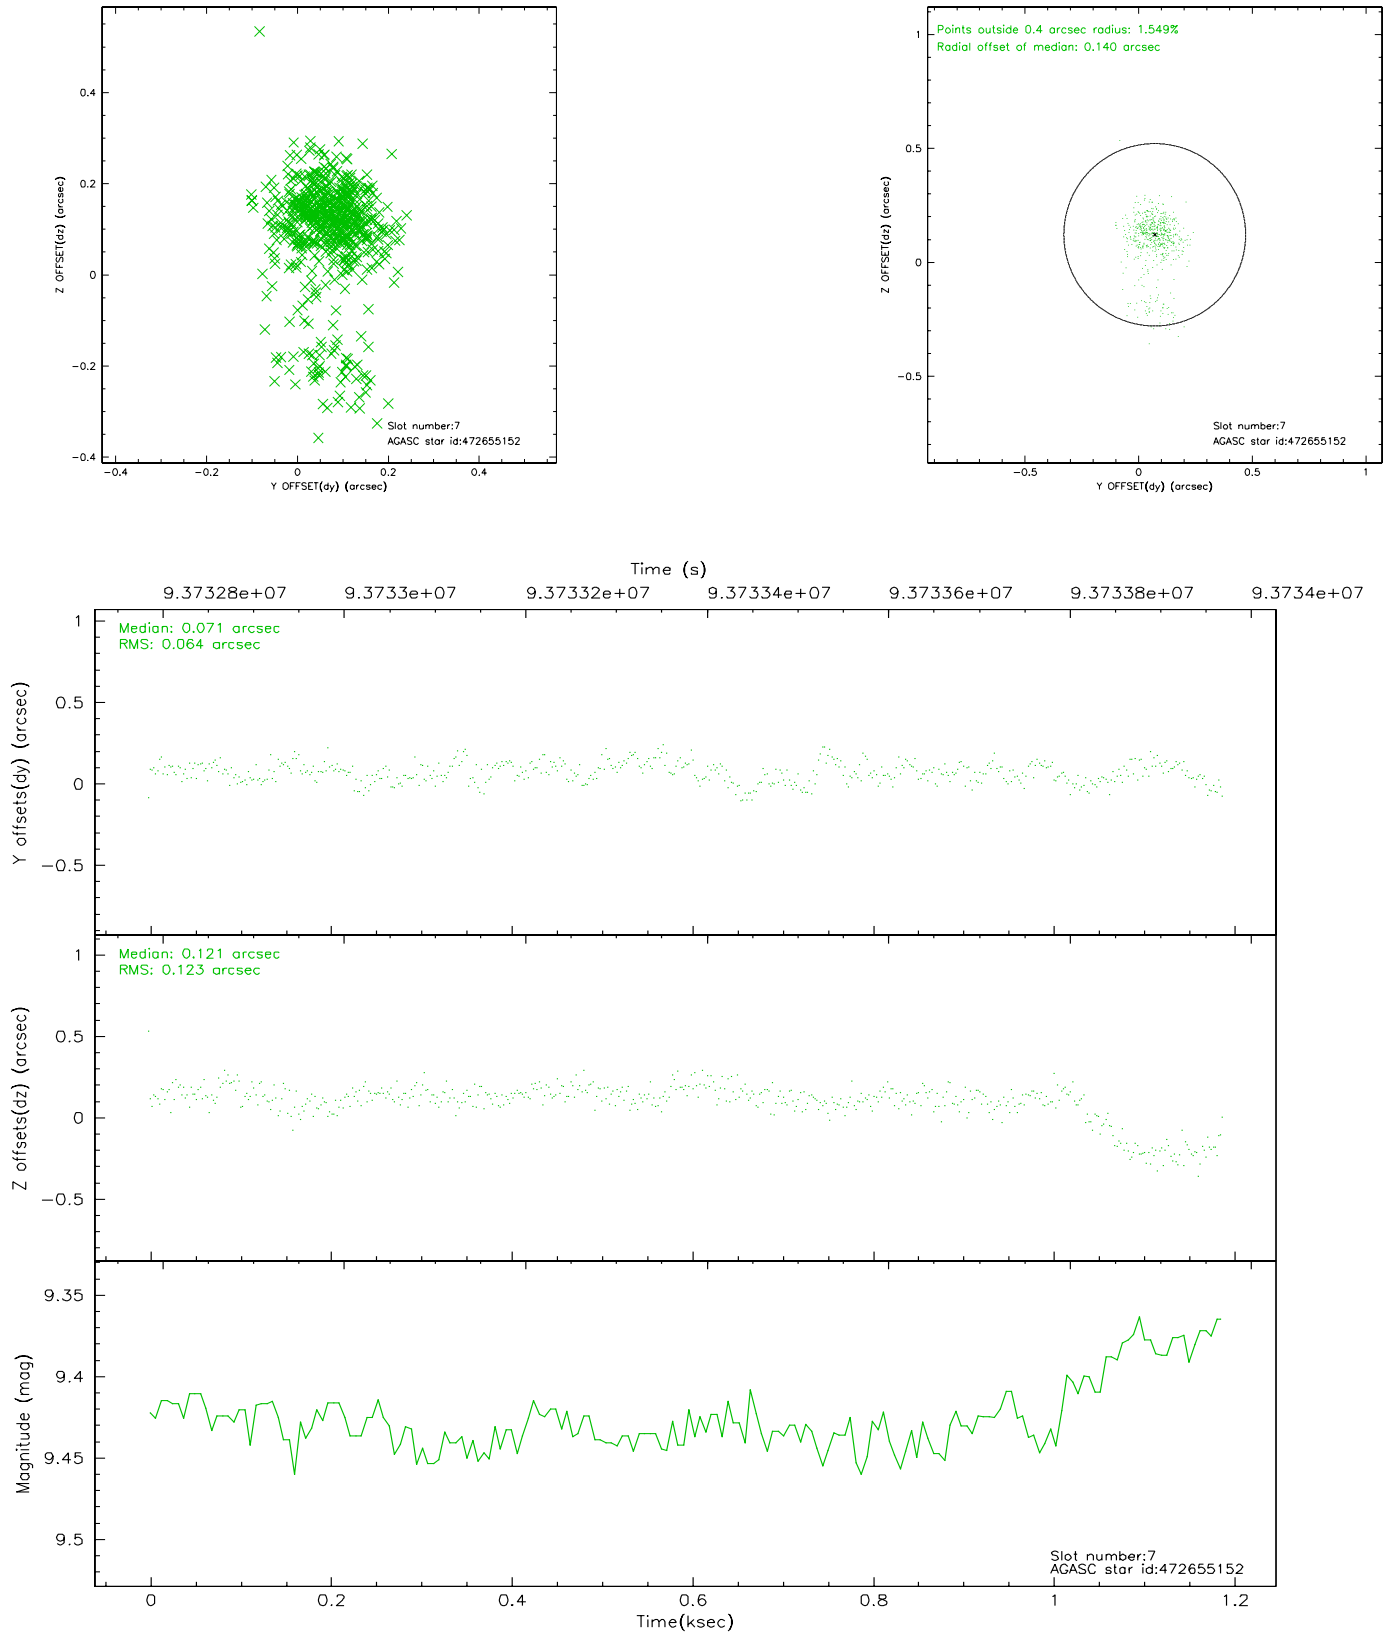 0.4
0.2
0
−0.2
−0.4
Z OFFSET(dz) (arcsec)
Slot number:7
AGASC star id:472655152
−0.4 −0.2 0 0.2 0.4
Y OFFSET(dy) (arcsec)
Points outside 0.4 arcsec radius: 1.549%
Radial offset of median: 0.140 arcsec
1
0.5
0
−0.5
Z OFFSET(dz) (arcsec)
Slot number:7
AGASC star id:472655152
−0.5 0 0.5 1
Y OFFSET(dy) (arcsec)
Time (s)
9.37328e+07 9.3733e+07 9.37332e+07 9.37334e+07 9.37336e+07 9.37338e+07 9.3734e+07
Median: 0.071 arcsec
RMS: 0.064 arcsec
1
0.5
0
−0.5
Y offsets(dy) (arcsec)
Median: 0.121 arcsec
RMS: 0.123 arcsec
1
0.5
0
−0.5
Z offsets(dz) (arcsec)
9.35
9.4
9.45
9.5
Magnitude (mag)
Slot number:7
AGASC star id:472655152
0 0.2 0.4 0.6 0.8 1 1.2
Time(ksec)